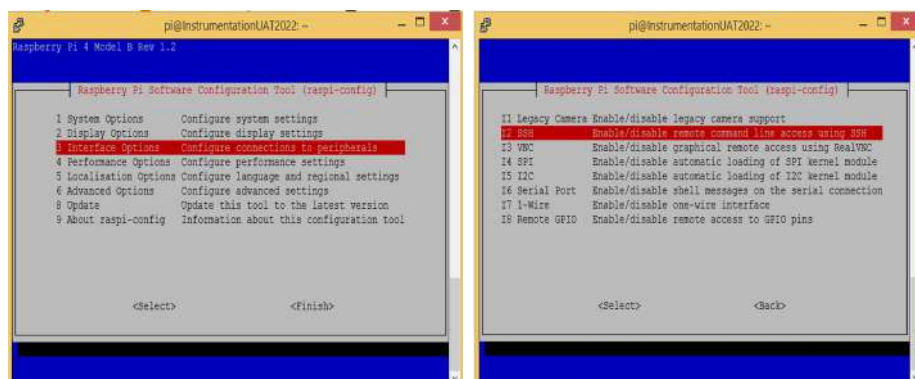 pi@InstrumentationUAT2022: ~
Raspberry Pi 4 Model B Rev 1.2
Raspberry Pi Software Configuration Tool (raspi-config)
1 System Options Configure system settings
2 Display Options Configure display settings
3 Interface Options Configure connections to peripherals
4 Performance Options Configure performance settings
5 Localisation Options Configure language and regional settings
6 Advanced Options Configure advanced settings
8 Update Update this tool to the latest version
9 About raspi-config Information about this configuration tool
<Select> <Finish>
pi@InstrumentationUAT2022: ~
Raspberry Pi Software Configuration Tool (raspi-config)
I1 Legacy Camera Enable/disable legacy camera support
I2 SSH Enable/disable remote command line access using SSH
I3 VNC Enable/disable graphical remote access using RealVNC
I4 SPI Enable/disable automatic loading of SPI kernel module
I5 I2C Enable/disable automatic loading of I2C kernel module
I6 Serial Port Enable/disable shell messages on the serial connection
I7 1-Wire Enable/disable one-wire interface
I8 Remote GPIO Enable/disable remote access to GPIO pins
<Select> <Back>